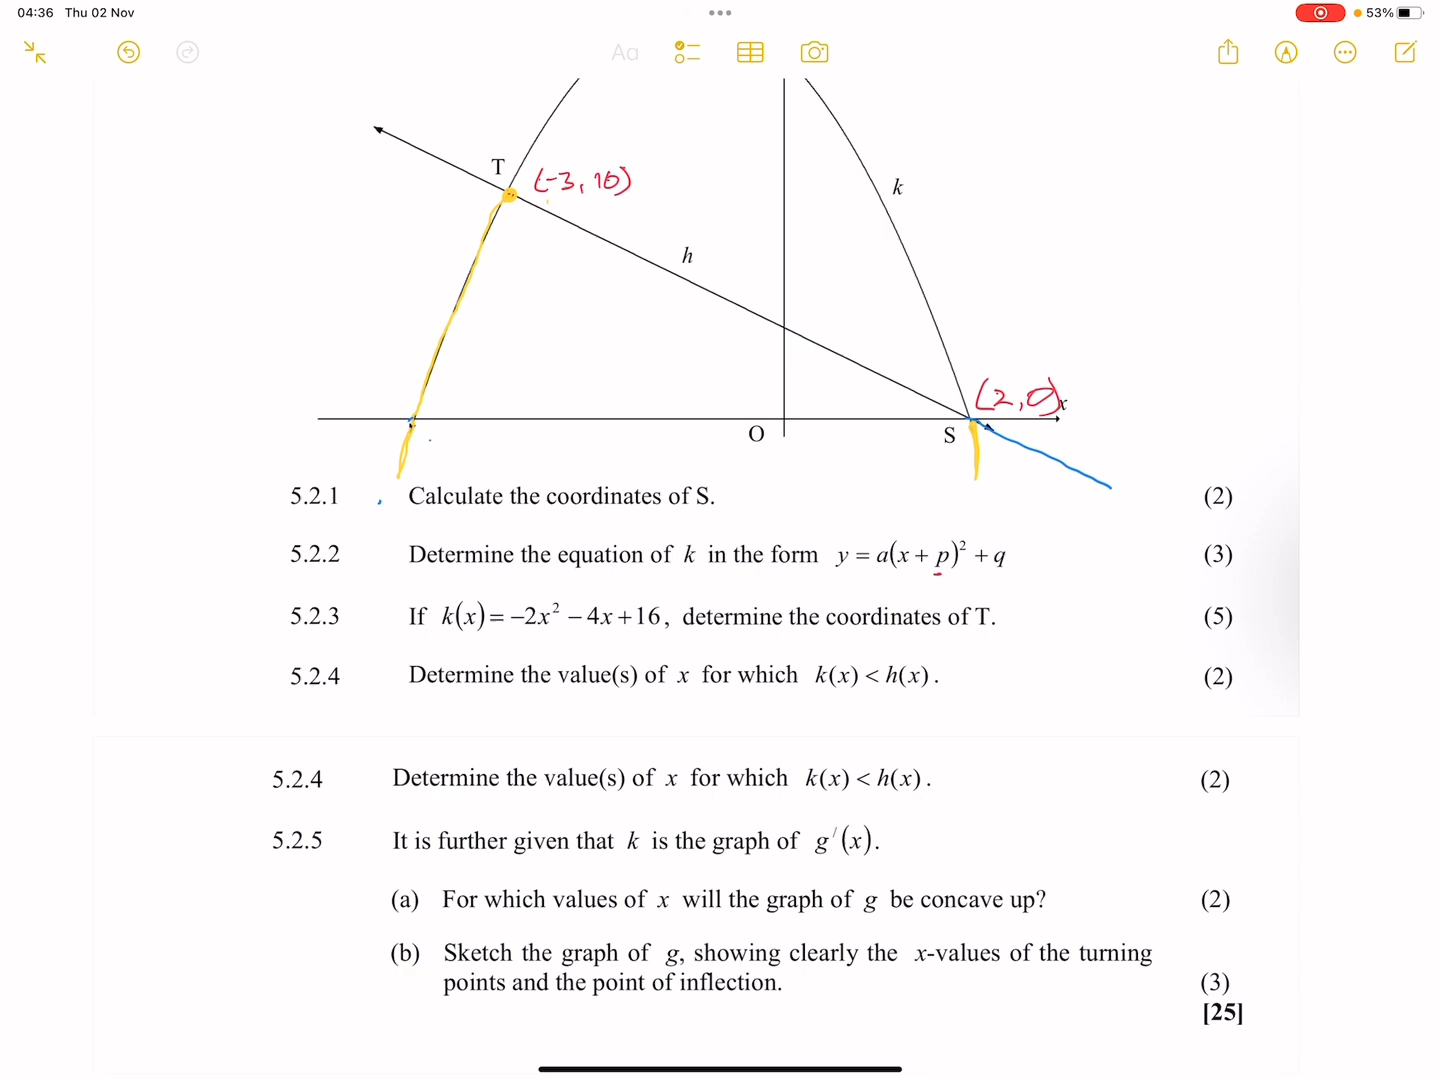 04:36 Thu 02 Nov
53%
Aa
T
(-3, 10)
k
h
(2, 0)
x
O
S
5.2.1 Calculate the coordinates of S. (2)
5.2.2 Determine the equation of k in the form y = a(x + p)² + q (3)
5.2.3 If k(x) = −2x² − 4x + 16, determine the coordinates of T. (5)
5.2.4 Determine the value(s) of x for which k(x) < h(x). (2)
5.2.4 Determine the value(s) of x for which k(x) < h(x). (2)
5.2.5 It is further given that k is the graph of g′(x).
(a) For which values of x will the graph of g be concave up? (2)
(b) Sketch the graph of g, showing clearly the x-values of the turning
points and the point of inflection. (3)
[25]